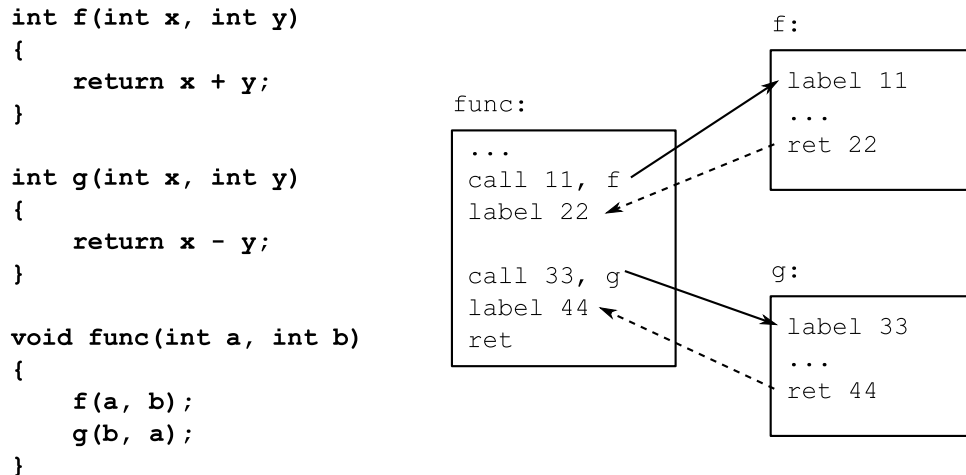 int f(int x, int y)
{
    return x + y;
}
int g(int x, int y)
{
    return x - y;
}
void func(int a, int b)
{
    f(a, b);
    g(b, a);
}
func:
...
call 11, f
label 22
call 33, g
label 44
ret
f:
label 11
...
ret 22
g:
label 33
...
ret 44